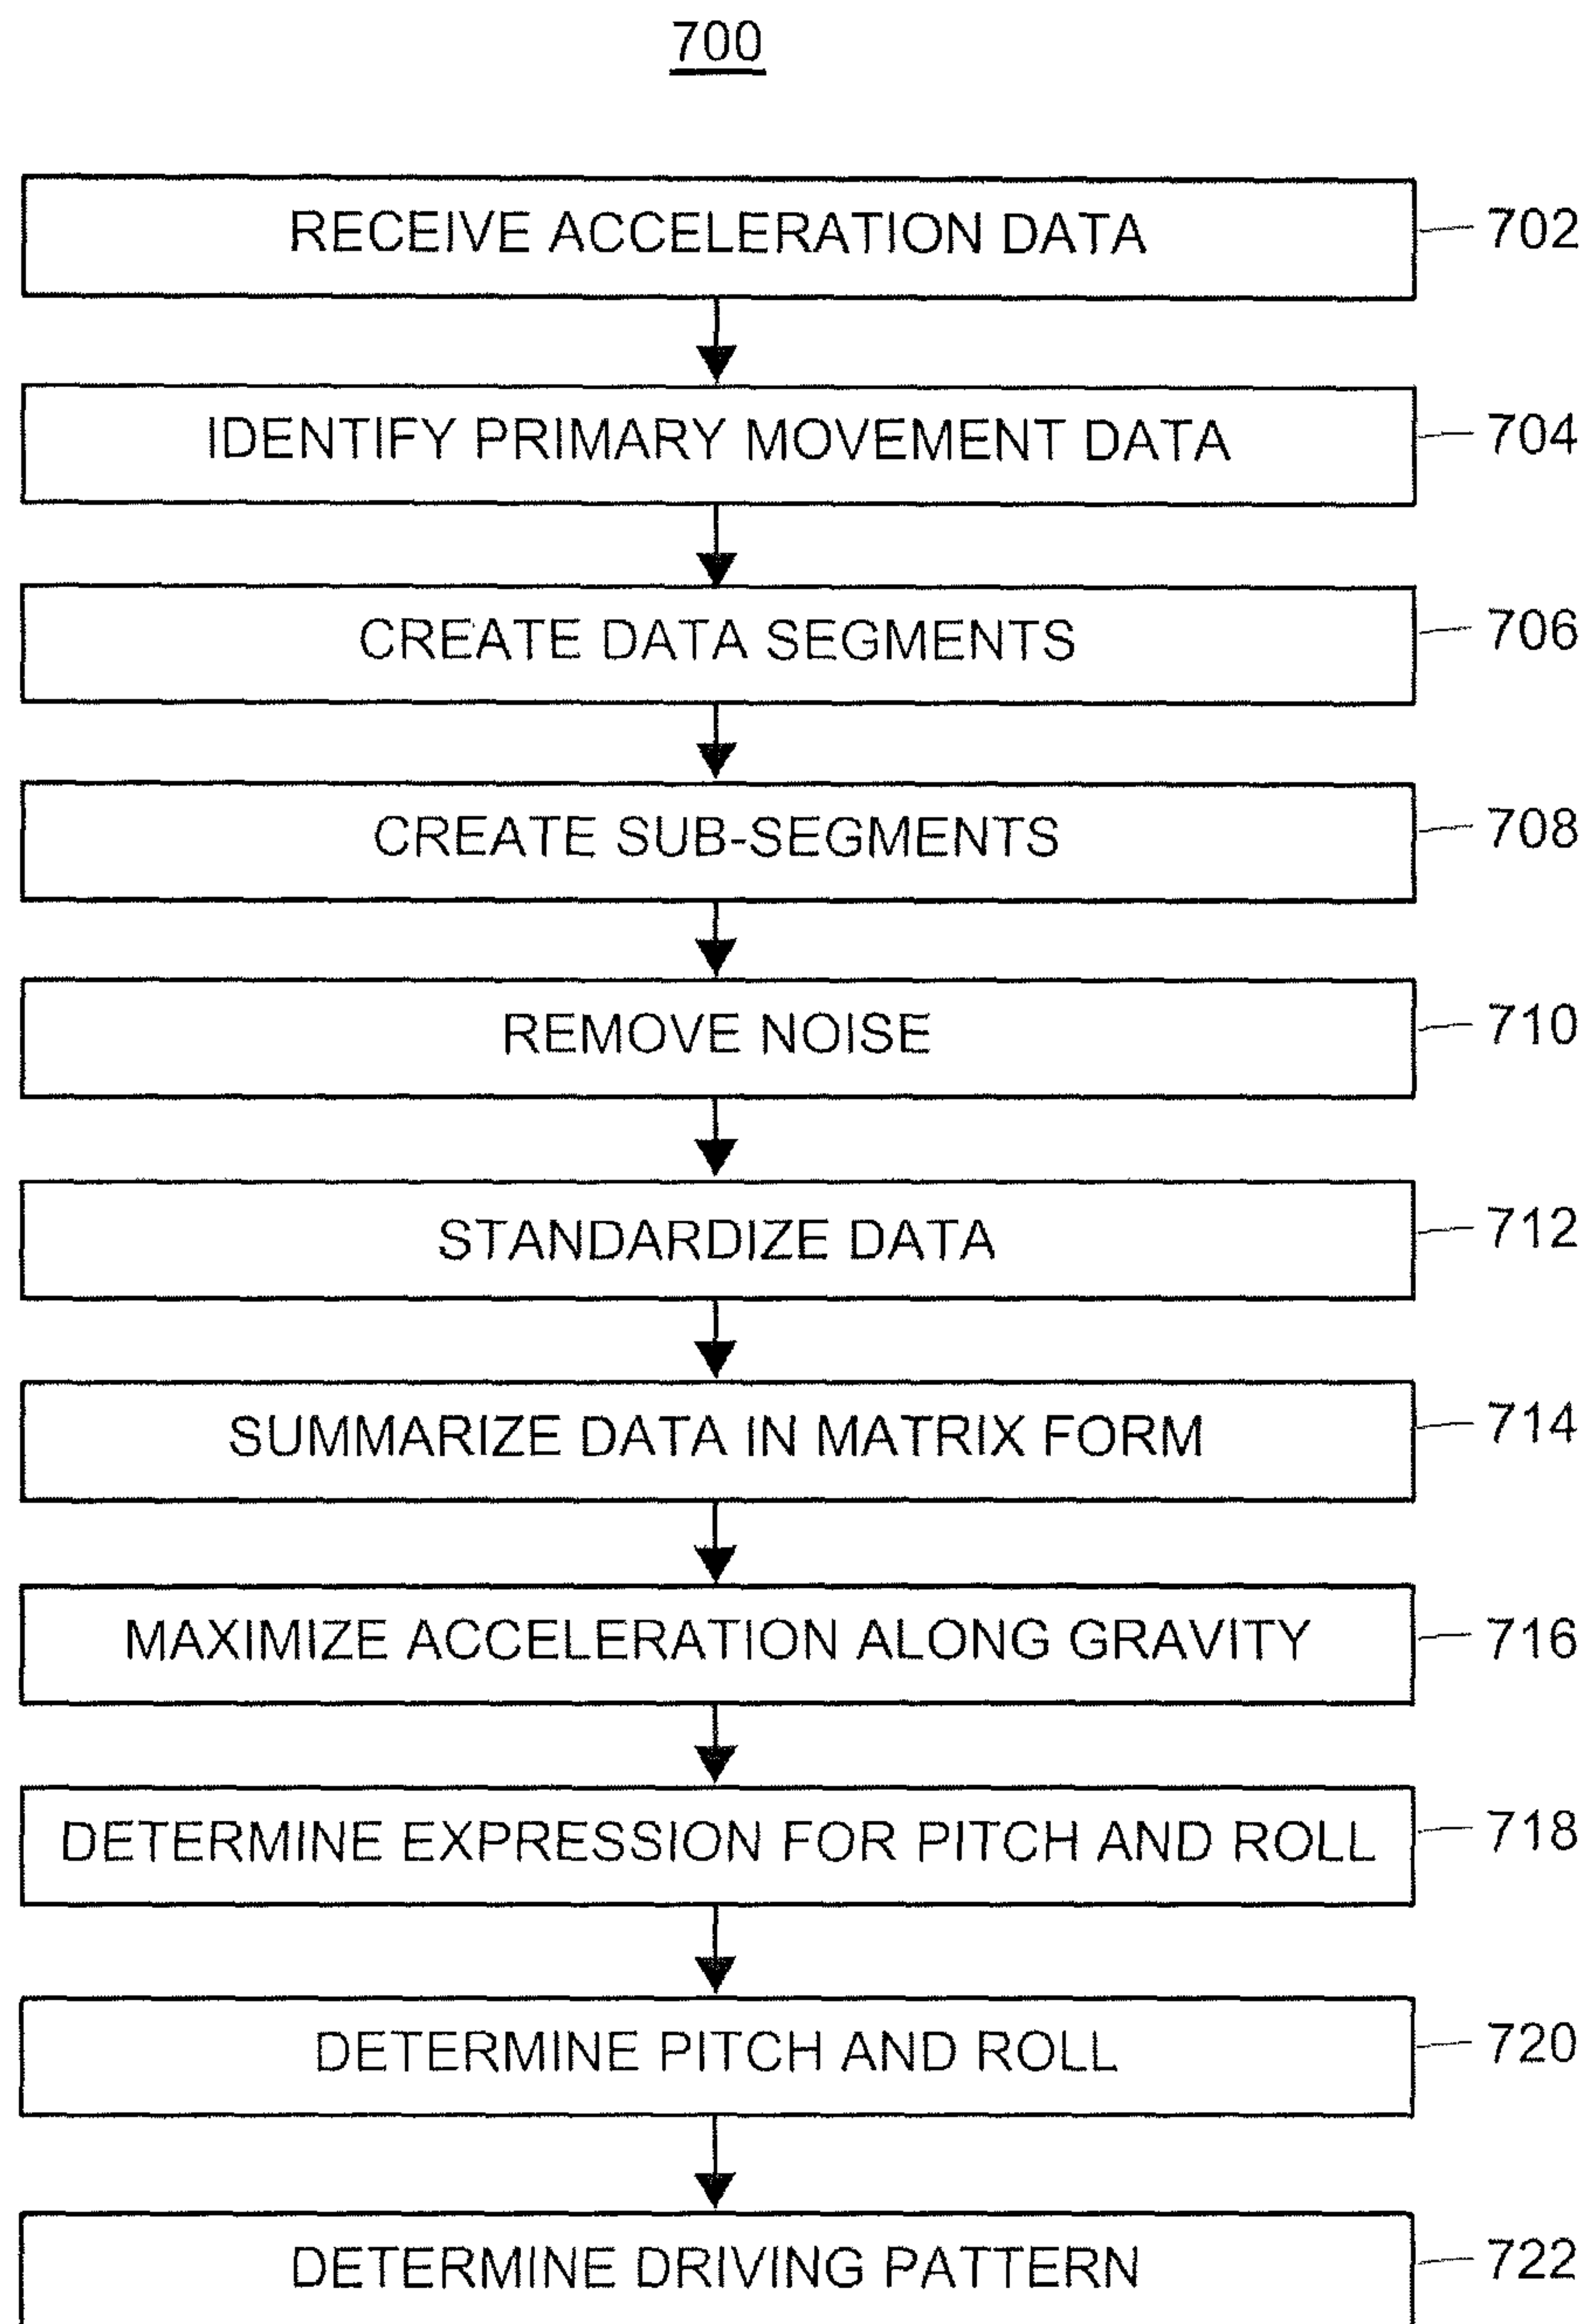 700
RECEIVE ACCELERATION DATA 702
IDENTIFY PRIMARY MOVEMENT DATA 704
CREATE DATA SEGMENTS 706
CREATE SUB-SEGMENTS 708
REMOVE NOISE 710
STANDARDIZE DATA 712
SUMMARIZE DATA IN MATRIX FORM 714
MAXIMIZE ACCELERATION ALONG GRAVITY 716
DETERMINE EXPRESSION FOR PITCH AND ROLL 718
DETERMINE PITCH AND ROLL 720
DETERMINE DRIVING PATTERN 722